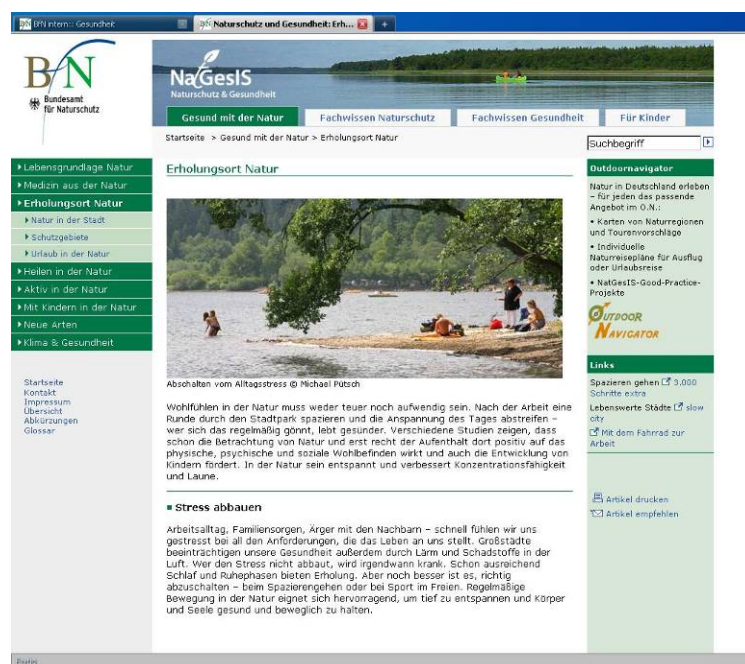 BfN intern:: Gesundheit
Naturschutz und Gesundheit: Erh...
BfN
Bundesamt
für Naturschutz
NatGesIS
Naturschutz & Gesundheit
Gesund mit der Natur
Fachwissen Naturschutz
Fachwissen Gesundheit
Für Kinder
Startseite > Gesund mit der Natur > Erholungsort Natur
Suchbegriff
Lebensgrundlage Natur
Medizin aus der Natur
Erholungsort Natur
Natur in der Stadt
Schutzgebiete
Urlaub in der Natur
Heilen in der Natur
Aktiv in der Natur
Mit Kindern in der Natur
Neue Arten
Klima & Gesundheit
Startseite
Kontakt
Impressum
Übersicht
Abkürzungen
Glossar
Erholungsort Natur
Abschalten vom Alltagsstress © Michael Pütsch
Wohlfühlen in der Natur muss weder teuer noch aufwendig sein. Nach der Arbeit eine
Runde durch den Stadtpark spazieren und die Anspannung des Tages abstreifen –
wer sich das regelmäßig gönnt, lebt gesünder. Verschiedene Studien zeigen, dass
schon die Betrachtung von Natur und erst recht der Aufenthalt dort positiv auf das
physische, psychische und soziale Wohlbefinden wirkt und auch die Entwicklung von
Kindern fördert. In der Natur sein entspannt und verbessert Konzentrationsfähigkeit
und Laune.
Stress abbauen
Arbeitsalltag, Familiensorgen, Ärger mit den Nachbarn – schnell fühlen wir uns
gestresst bei all den Anforderungen, die das Leben an uns stellt. Großstädte
beeinträchtigen unsere Gesundheit außerdem durch Lärm und Schadstoffe in der
Luft. Wer den Stress nicht abbaut, wird irgendwann krank. Schon ausreichend
Schlaf und Ruhephasen bieten Erholung. Aber noch besser ist es, richtig
abzuschalten – beim Spazierengehen oder bei Sport im Freien. Regelmäßige
Bewegung in der Natur eignet sich hervorragend, um tief zu entspannen und Körper
und Seele gesund und beweglich zu halten.
Outdoornavigator
Natur in Deutschland erleben
– für jeden das passende
Angebot im O.N.:
• Karten von Naturregionen
und Tourenvorschläge
• Individuelle
Naturreisepläne für Ausflug
oder Urlaubsreise
• NatGesIS-Good-Practice-
Projekte
OUTDOOR
NAVIGATOR
Links
Spazieren gehen 3.000
Schritte extra
Lebenswerte Städte slow
city
Mit dem Fahrrad zur
Arbeit
Artikel drucken
Artikel empfehlen
Fertig